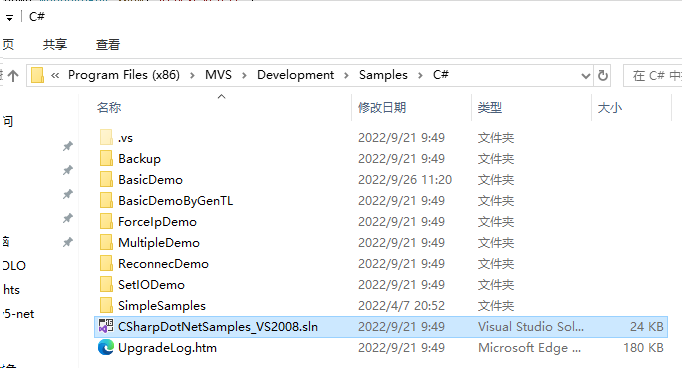 C#
页 共享 查看
« Program Files (x86) › MVS › Development › Samples › C# 在 C# 中
名称 修改日期 类型 大小
问
.vs 2022/9/21 9:49 文件夹
Backup 2022/9/21 9:49 文件夹
BasicDemo 2022/9/26 11:20 文件夹
BasicDemoByGenTL 2022/9/21 9:49 文件夹
ForceIpDemo 2022/9/21 9:49 文件夹
MultipleDemo 2022/9/21 9:49 文件夹
OLO ReconnecDemo 2022/9/21 9:49 文件夹
hts SetIODemo 2022/9/21 9:49 文件夹
5-net SimpleSamples 2022/4/7 20:52 文件夹
CSharpDotNetSamples_VS2008.sln 2022/9/21 9:49 Visual Studio Sol... 24 KB
UpgradeLog.htm 2022/9/21 9:49 Microsoft Edge ... 180 KB